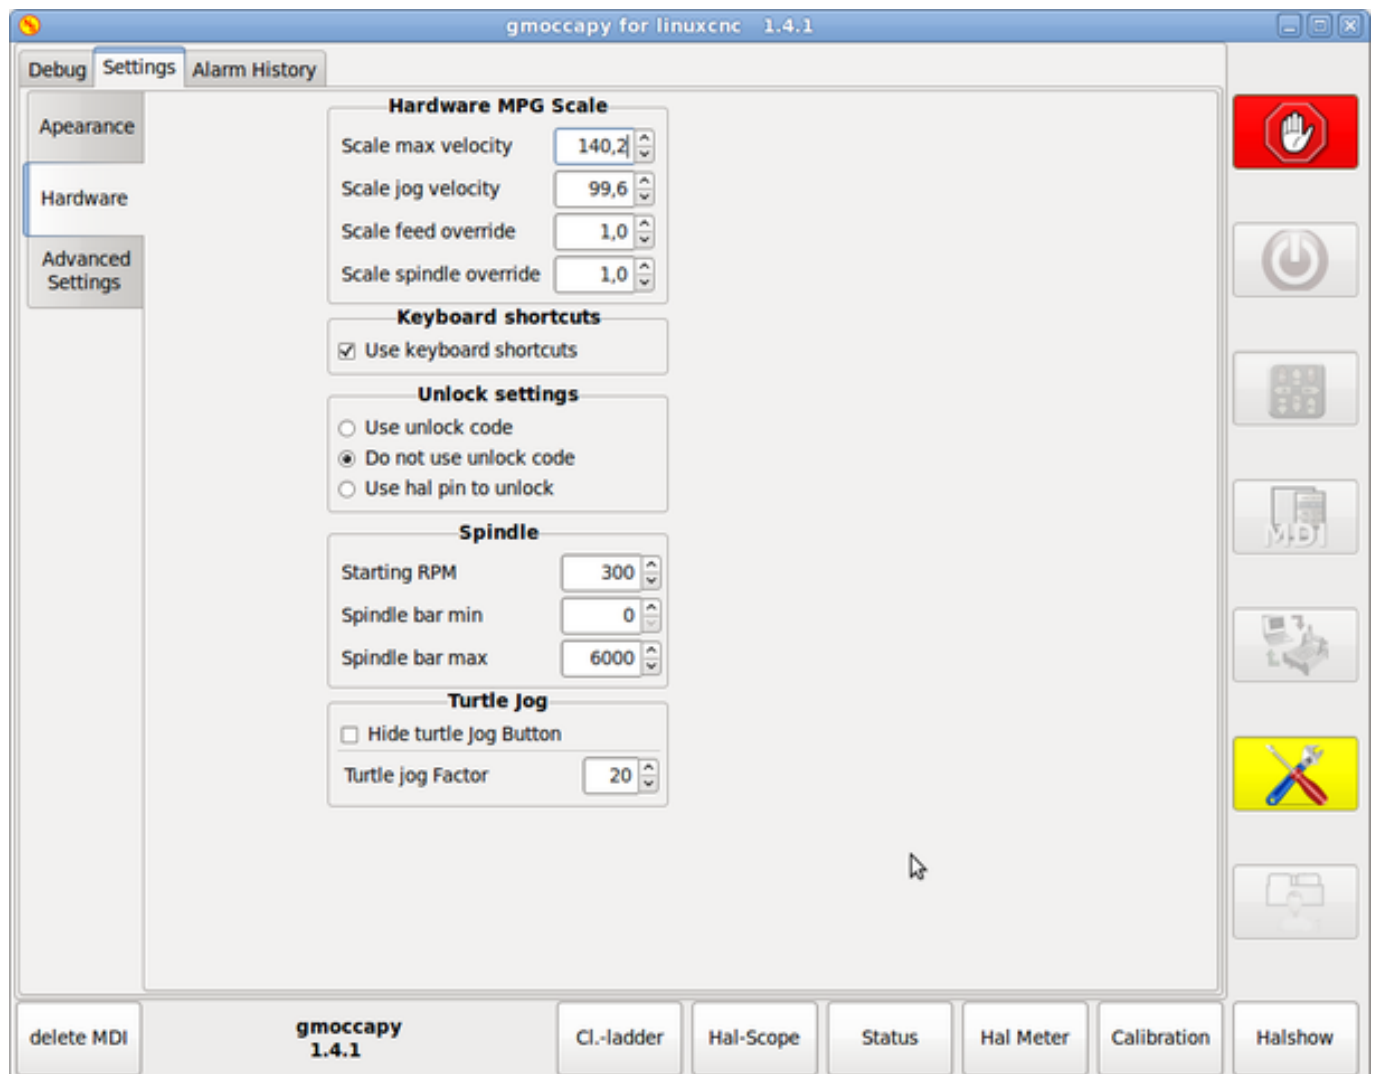 gmoccapy for linuxcnc 1.4.1
Debug Settings Alarm History
Apearance
Hardware
Advanced
Settings
Hardware MPG Scale
Scale max velocity 140,2
Scale jog velocity 99,6
Scale feed override 1,0
Scale spindle override 1,0
Keyboard shortcuts
Use keyboard shortcuts
Unlock settings
Use unlock code
Do not use unlock code
Use hal pin to unlock
Spindle
Starting RPM 300
Spindle bar min 0
Spindle bar max 6000
Turtle Jog
Hide turtle Jog Button
Turtle jog Factor 20
MDI
delete MDI
gmoccapy
1.4.1
Cl.-ladder Hal-Scope Status Hal Meter Calibration Halshow